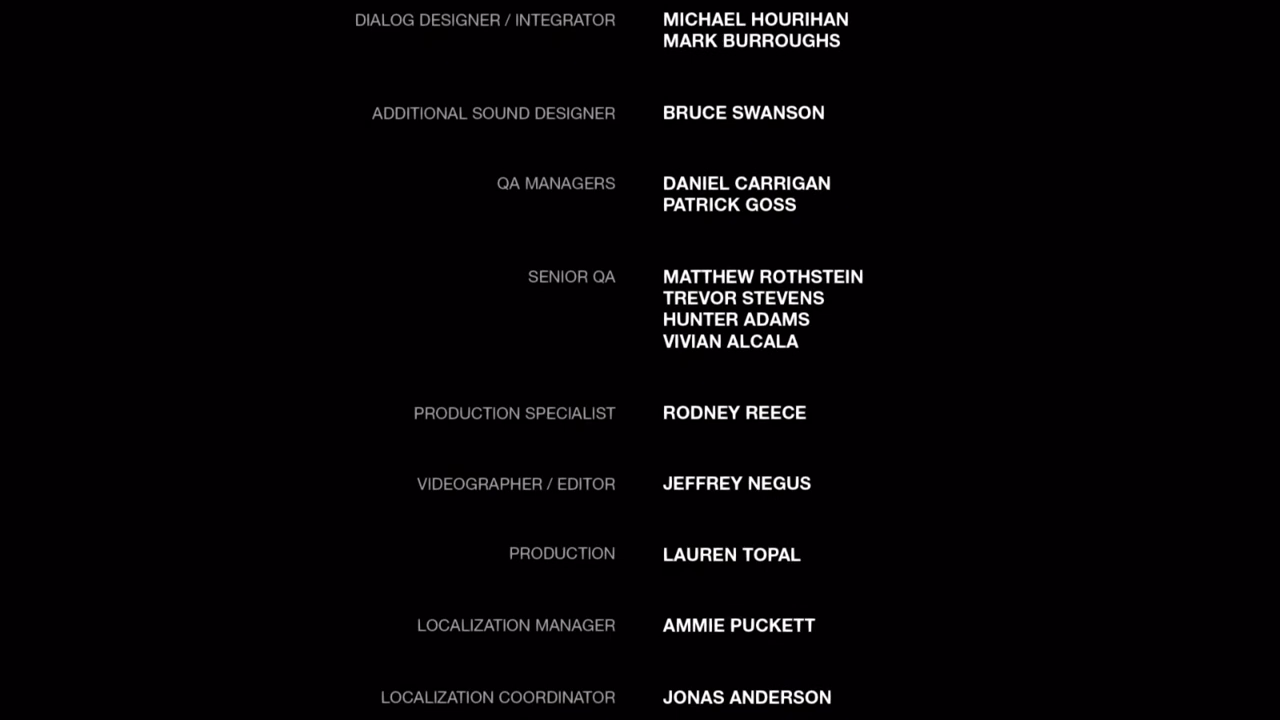 DIALOG DESIGNER / INTEGRATOR MICHAEL HOURIHAN
MARK BURROUGHS
ADDITIONAL SOUND DESIGNER BRUCE SWANSON
QA MANAGERS DANIEL CARRIGAN
PATRICK GOSS
SENIOR QA MATTHEW ROTHSTEIN
TREVOR STEVENS
HUNTER ADAMS
VIVIAN ALCALA
PRODUCTION SPECIALIST RODNEY REECE
VIDEOGRAPHER / EDITOR JEFFREY NEGUS
PRODUCTION LAUREN TOPAL
LOCALIZATION MANAGER AMMIE PUCKETT
LOCALIZATION COORDINATOR JONAS ANDERSON